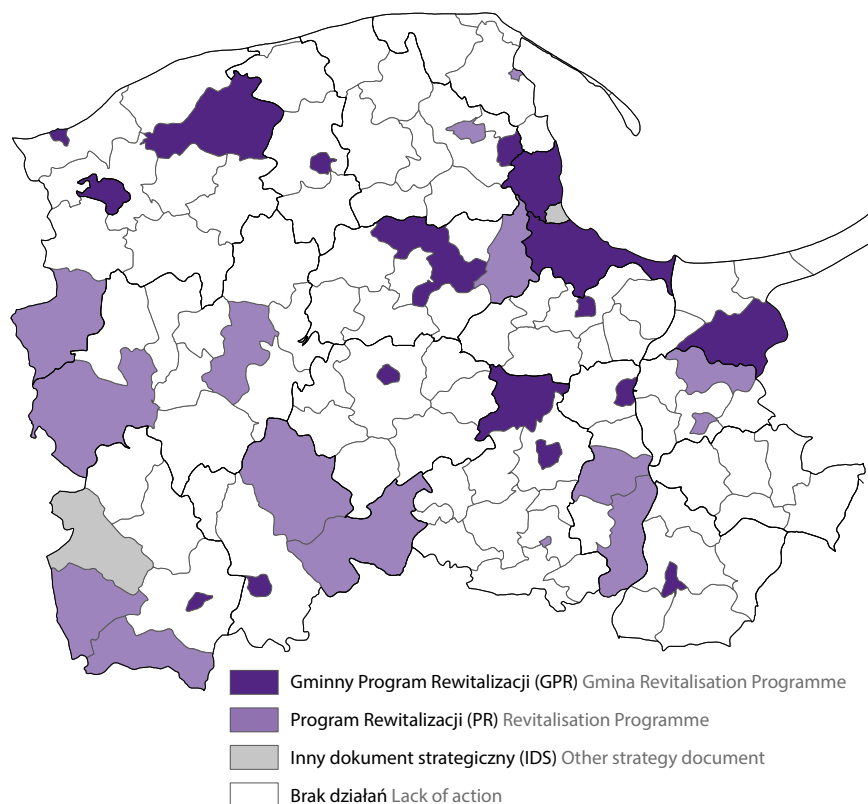 Gminny Program Rewitalizacji (GPR) Gmina Revitalisation Programme
Program Rewitalizacji (PR) Revitalisation Programme
Inny dokument strategiczny (IDS) Other strategy document
Brak działań Lack of action